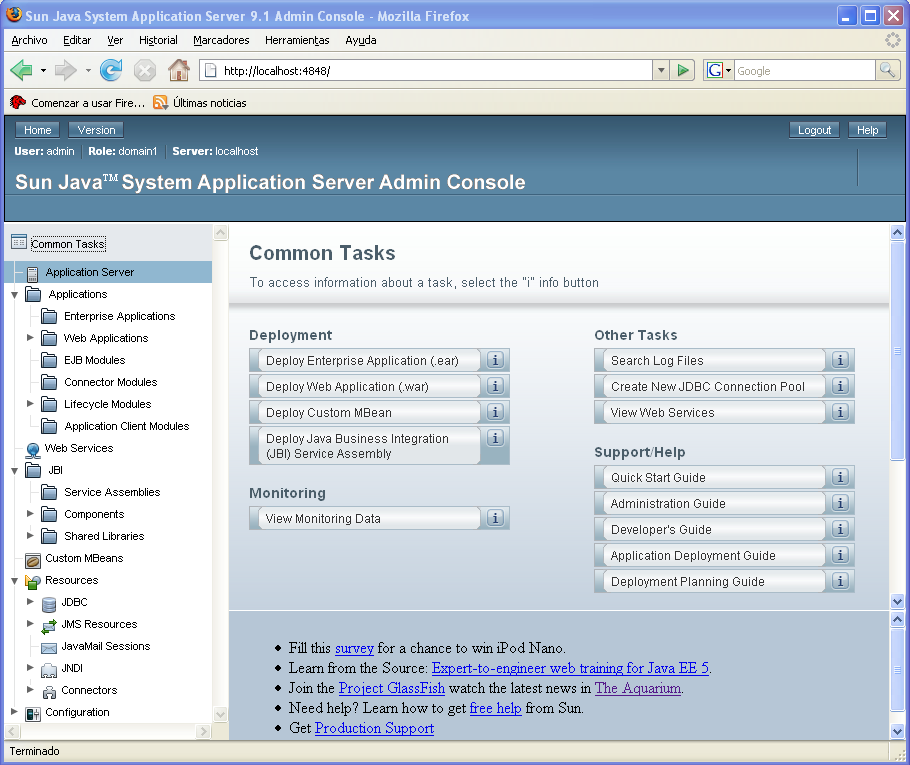 Sun Java System Application Server 9.1 Admin Console - Mozilla Firefox
Archivo Editar Ver Historial Marcadores Herramientas Ayuda
http://localhost:4848/
G Google
Comenzar a usar Fire... Últimas noticias
Home Version Logout Help
User: admin Role: domain1 Server: localhost
Sun Java™ System Application Server Admin Console
Common Tasks
Application Server
Applications
Enterprise Applications
Web Applications
EJB Modules
Connector Modules
Lifecycle Modules
Application Client Modules
Web Services
JBI
Service Assemblies
Components
Shared Libraries
Custom MBeans
Resources
JDBC
JMS Resources
JavaMail Sessions
JNDI
Connectors
Configuration
Common Tasks
To access information about a task, select the "i" info button
Deployment
Deploy Enterprise Application (.ear) i
Deploy Web Application (.war) i
Deploy Custom MBean i
Deploy Java Business Integration i
(JBI) Service Assembly
Monitoring
View Monitoring Data i
Other Tasks
Search Log Files i
Create New JDBC Connection Pool i
View Web Services i
Support/Help
Quick Start Guide i
Administration Guide i
Developer's Guide i
Application Deployment Guide i
Deployment Planning Guide i
• Fill this survey for a chance to win iPod Nano.
• Learn from the Source: Expert-to-engineer web training for Java EE 5.
• Join the Project GlassFish watch the latest news in The Aquarium.
• Need help? Learn how to get free help from Sun.
• Get Production Support
Terminado